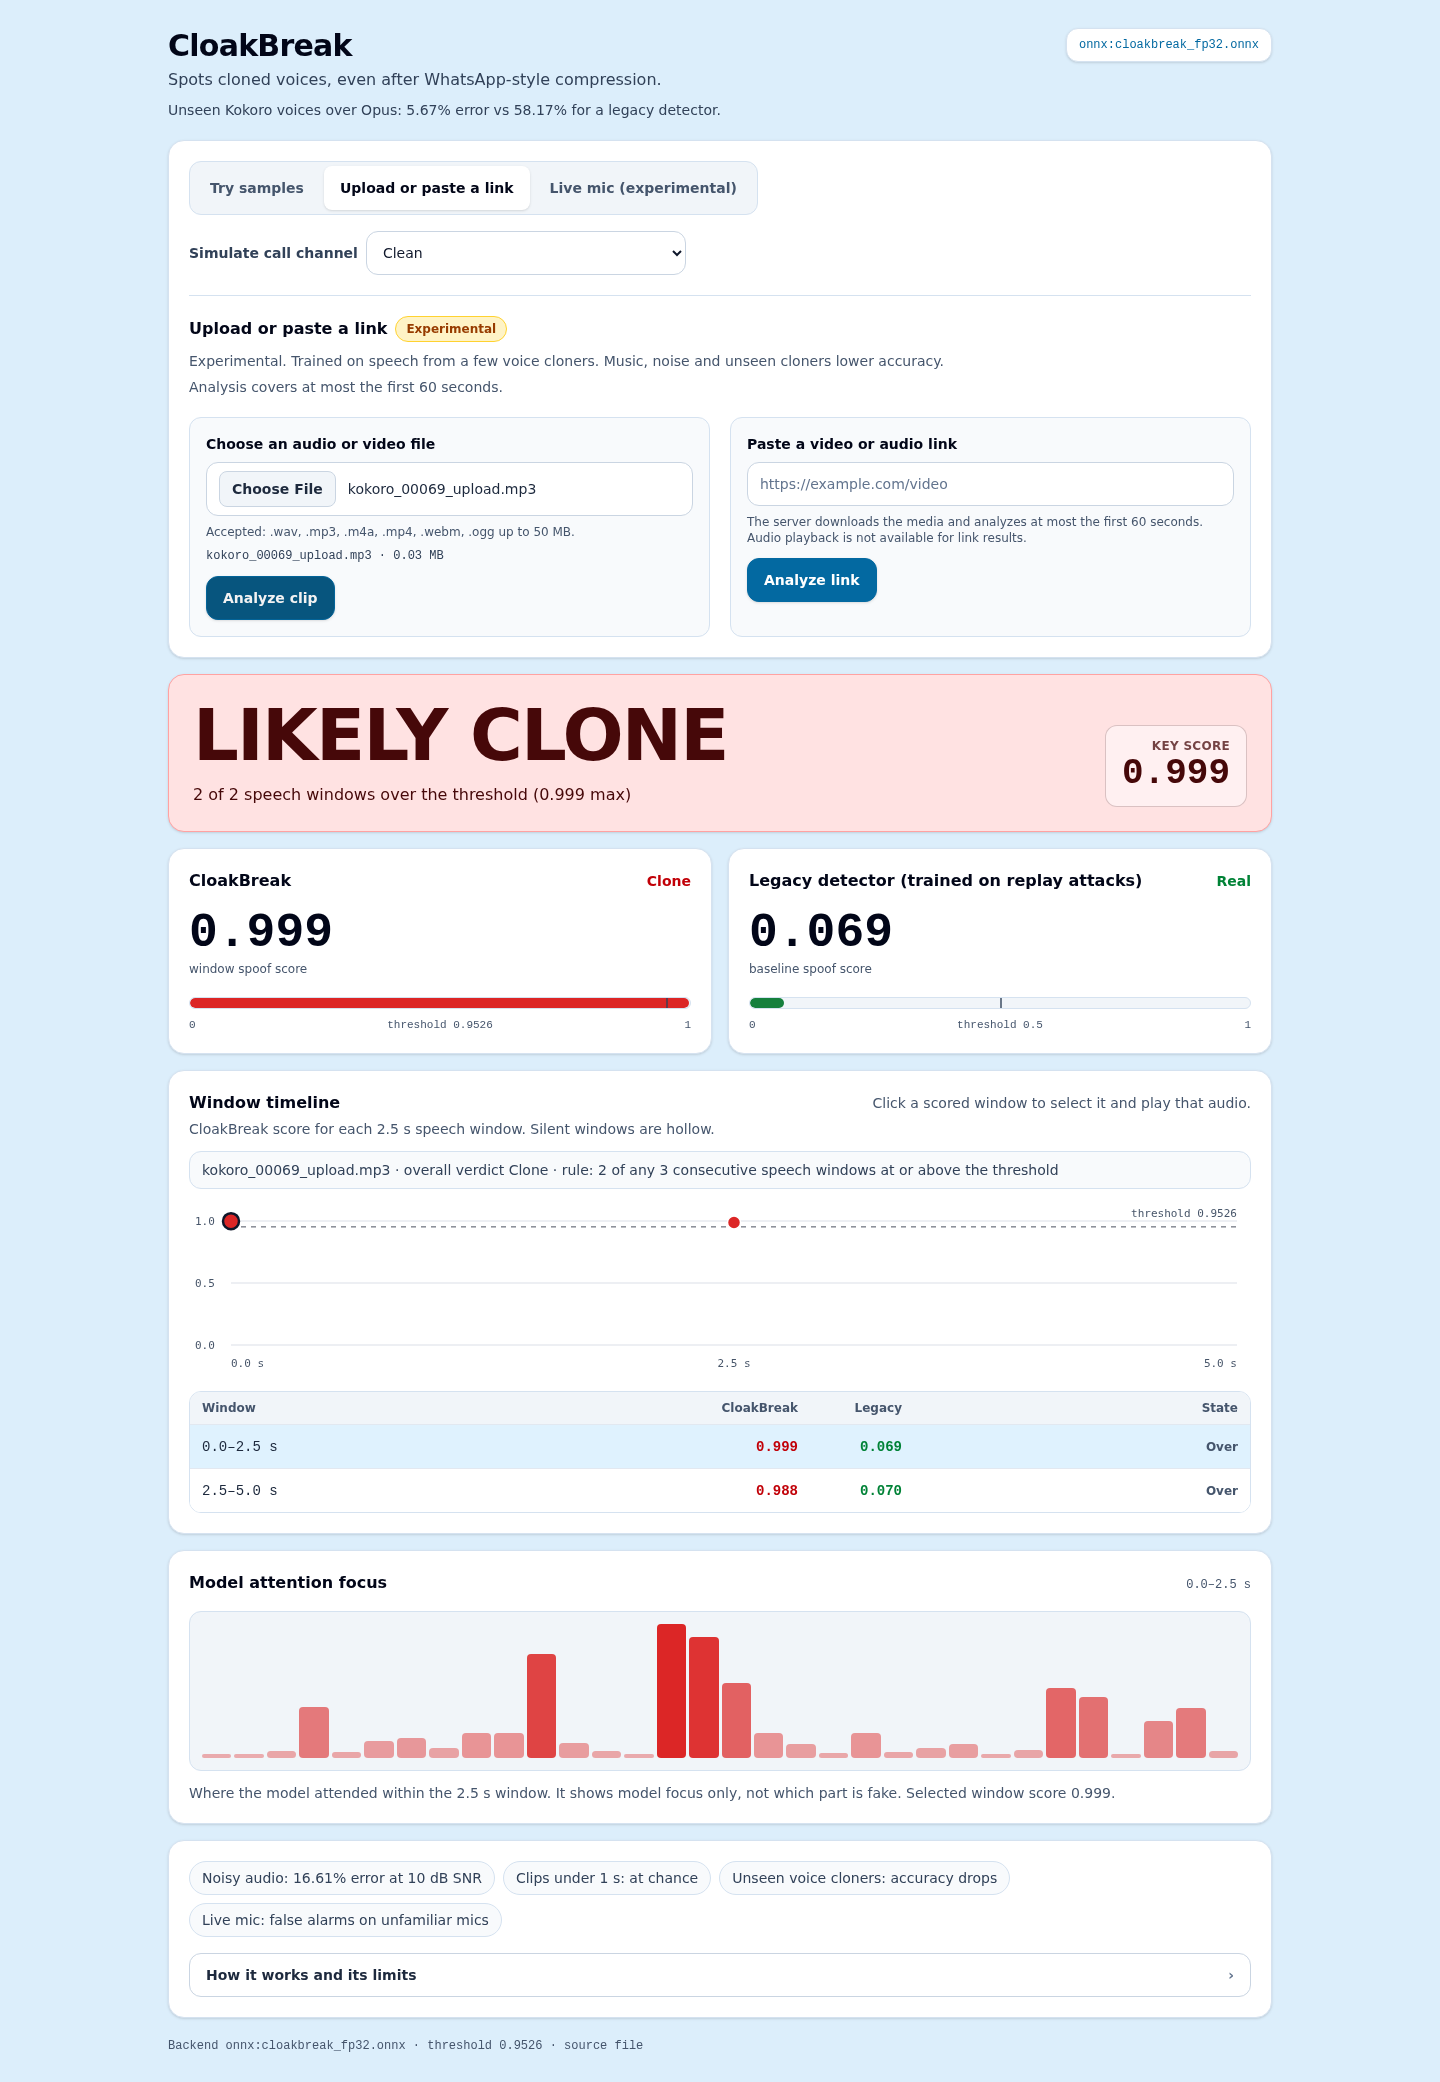 CloakBreak
onnx:cloakbreak_fp32.onnx
Spots cloned voices, even after WhatsApp-style compression.
Unseen Kokoro voices over Opus: 5.67% error vs 58.17% for a legacy detector.
Try samples
Upload or paste a link
Live mic (experimental)
Simulate call channel
Clean
Upload or paste a link
Experimental
Experimental. Trained on speech from a few voice cloners. Music, noise and unseen cloners lower accuracy.
Analysis covers at most the first 60 seconds.
Choose an audio or video file
Choose File kokoro_00069_upload.mp3
Accepted: .wav, .mp3, .m4a, .mp4, .webm, .ogg up to 50 MB.
kokoro_00069_upload.mp3 · 0.03 MB
Analyze clip
Paste a video or audio link
https://example.com/video
The server downloads the media and analyzes at most the first 60 seconds.
Audio playback is not available for link results.
Analyze link
LIKELY CLONE
2 of 2 speech windows over the threshold (0.999 max)
KEY SCORE
0.999
CloakBreak
Clone
0.999
window spoof score
0
threshold 0.9526
1
Legacy detector (trained on replay attacks)
Real
0.069
baseline spoof score
0
threshold 0.5
1
Window timeline
Click a scored window to select it and play that audio.
CloakBreak score for each 2.5 s speech window. Silent windows are hollow.
kokoro_00069_upload.mp3 · overall verdict Clone · rule: 2 of any 3 consecutive speech windows at or above the threshold
threshold 0.9526
1.0
0.5
0.0
0.0 s
2.5 s
5.0 s
Window CloakBreak Legacy State
0.0–2.5 s 0.999 0.069 Over
2.5–5.0 s 0.988 0.070 Over
Model attention focus
0.0–2.5 s
Where the model attended within the 2.5 s window. It shows model focus only, not which part is fake. Selected window score 0.999.
Noisy audio: 16.61% error at 10 dB SNR
Clips under 1 s: at chance
Unseen voice cloners: accuracy drops
Live mic: false alarms on unfamiliar mics
How it works and its limits ›
Backend onnx:cloakbreak_fp32.onnx · threshold 0.9526 · source file